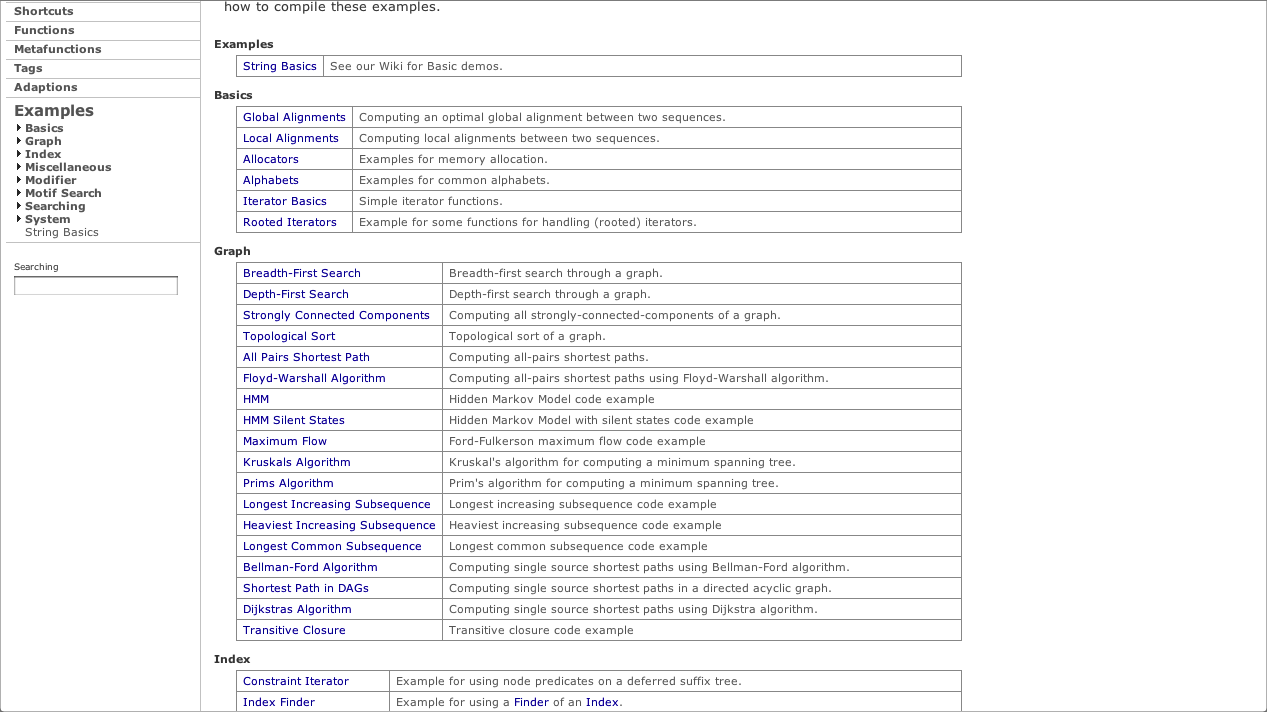 Shortcuts
Functions
Metafunctions
Tags
Adaptions
Examples
Basics
Graph
Index
Miscellaneous
Modifier
Motif Search
Searching
System
String Basics
Searching
how to compile these examples.
Examples
String Basics See our Wiki for Basic demos.
Basics
Global Alignments Computing an optimal global alignment between two sequences.
Local Alignments Computing local alignments between two sequences.
Allocators Examples for memory allocation.
Alphabets Examples for common alphabets.
Iterator Basics Simple iterator functions.
Rooted Iterators Example for some functions for handling (rooted) iterators.
Graph
Breadth-First Search Breadth-first search through a graph.
Depth-First Search Depth-first search through a graph.
Strongly Connected Components Computing all strongly-connected-components of a graph.
Topological Sort Topological sort of a graph.
All Pairs Shortest Path Computing all-pairs shortest paths.
Floyd-Warshall Algorithm Computing all-pairs shortest paths using Floyd-Warshall algorithm.
HMM Hidden Markov Model code example
HMM Silent States Hidden Markov Model with silent states code example
Maximum Flow Ford-Fulkerson maximum flow code example
Kruskals Algorithm Kruskal's algorithm for computing a minimum spanning tree.
Prims Algorithm Prim's algorithm for computing a minimum spanning tree.
Longest Increasing Subsequence Longest increasing subsequence code example
Heaviest Increasing Subsequence Heaviest increasing subsequence code example
Longest Common Subsequence Longest common subsequence code example
Bellman-Ford Algorithm Computing single source shortest paths using Bellman-Ford algorithm.
Shortest Path in DAGs Computing single source shortest paths in a directed acyclic graph.
Dijkstras Algorithm Computing single source shortest paths using Dijkstra algorithm.
Transitive Closure Transitive closure code example
Index
Constraint Iterator Example for using node predicates on a deferred suffix tree.
Index Finder Example for using a Finder of an Index.